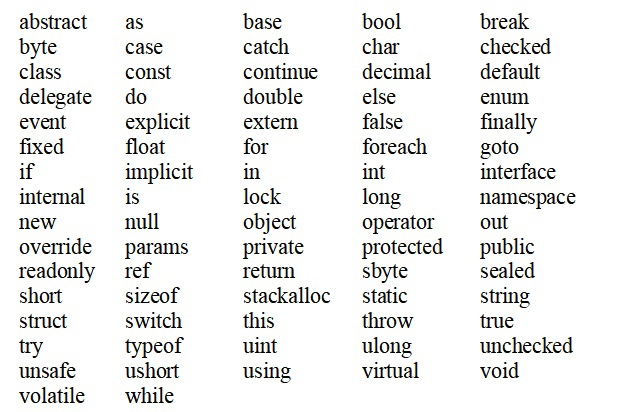 abstract as base bool break
byte case catch char checked
class const continue decimal default
delegate do double else enum
event explicit extern false finally
fixed float for foreach goto
if implicit in int interface
internal is lock long namespace
new null object operator out
override params private protected public
readonly ref return sbyte sealed
short sizeof stackalloc static string
struct switch this throw true
try typeof uint ulong unchecked
unsafe ushort using virtual void
volatile while